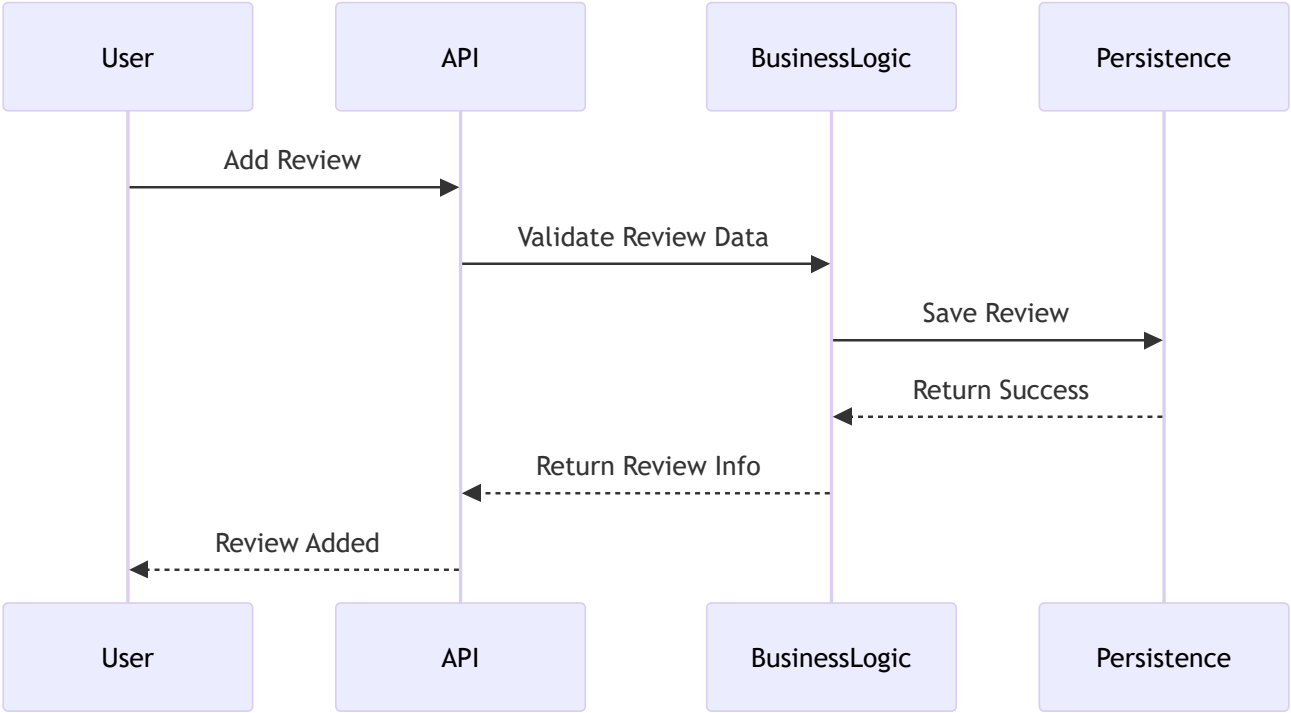 User
API
BusinessLogic
Persistence
Add Review
Validate Review Data
Save Review
Return Success
Return Review Info
Review Added
User
API
BusinessLogic
Persistence